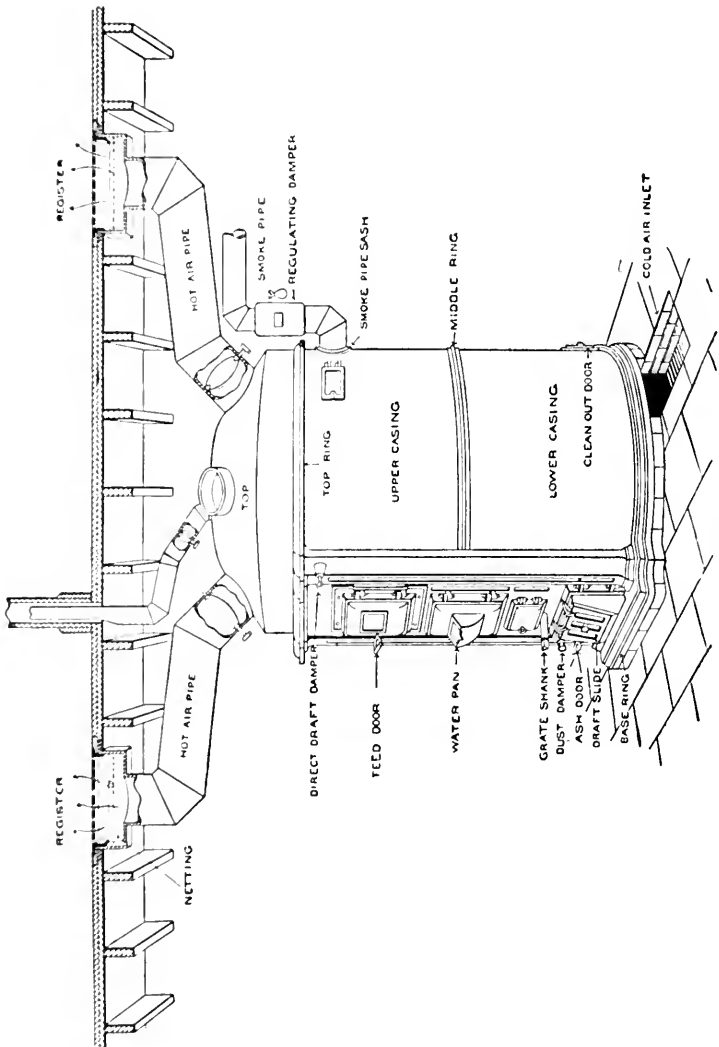 REGISTER
REGISTER
HOT AIR PIPE
HOT AIR PIPE
NETTING
SMOKE PIPE
REGULATING DAMPER
TOP
TOP RING
SMOKE PIPE SASH
UPPER CASING
MIDDLE RING
LOWER CASING
CLEAN OUT DOOR
COLD AIR INLET
DIRECT DRAFT DAMPER
FEED DOOR
WATER PAN
GRATE SHANK
DUST DAMPER
ASH DOOR
DRAFT SLIDE
BASE RING